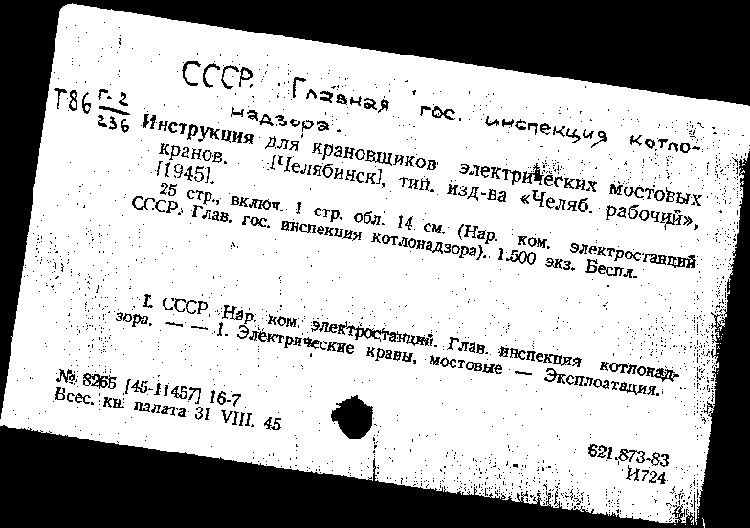 СССР. Главная гос. инспекция котло-
надзора.
Т86 Г-2
236
Инструкция для крановщиков электрических мостовых
кранов. [Челябинск], тип. изд-ва «Челяб. рабочий»,
[1945].
25 стр., включ. 1 стр. обл. 14 см. (Нар. ком. электростанций
СССР. Глав. гос. инспекция котлонадзора). 1.500 экз. Беспл.
I. СССР. Нар. ком. электростанций. Глав. инспекция котлонад-
зора. — — 1. Электрические краны, мостовые — Эксплоатация.
№ 8265 [45-11457] 16-7
Всес. кн. палата 31 VIII. 45
621.873-83
И724